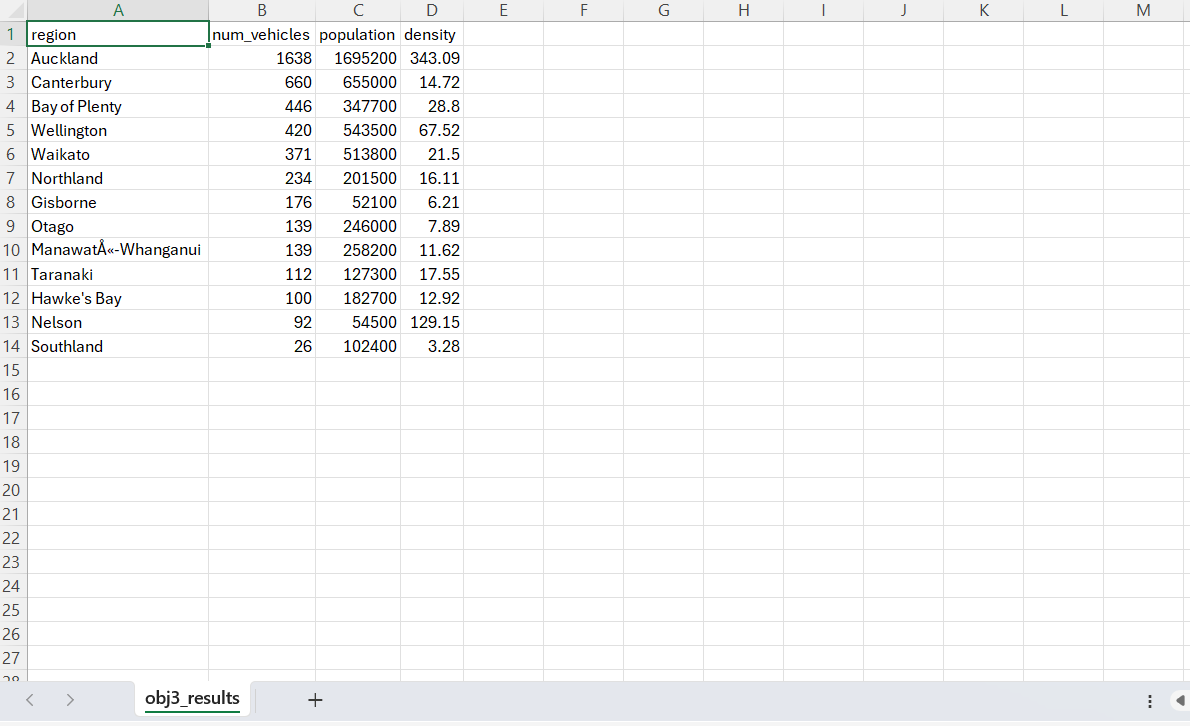 A B C D E F G H I J K L M
1 region num_vehicles population density
2 Auckland 1638 1695200 343.09
3 Canterbury 660 655000 14.72
4 Bay of Plenty 446 347700 28.8
5 Wellington 420 543500 67.52
6 Waikato 371 513800 21.5
7 Northland 234 201500 16.11
8 Gisborne 176 52100 6.21
9 Otago 139 246000 7.89
10 ManawatÅ«-Whanganui 139 258200 11.62
11 Taranaki 112 127300 17.55
12 Hawke's Bay 100 182700 12.92
13 Nelson 92 54500 129.15
14 Southland 26 102400 3.28
15
16
17
18
19
20
21
22
23
24
25
26
27
28
obj3_results